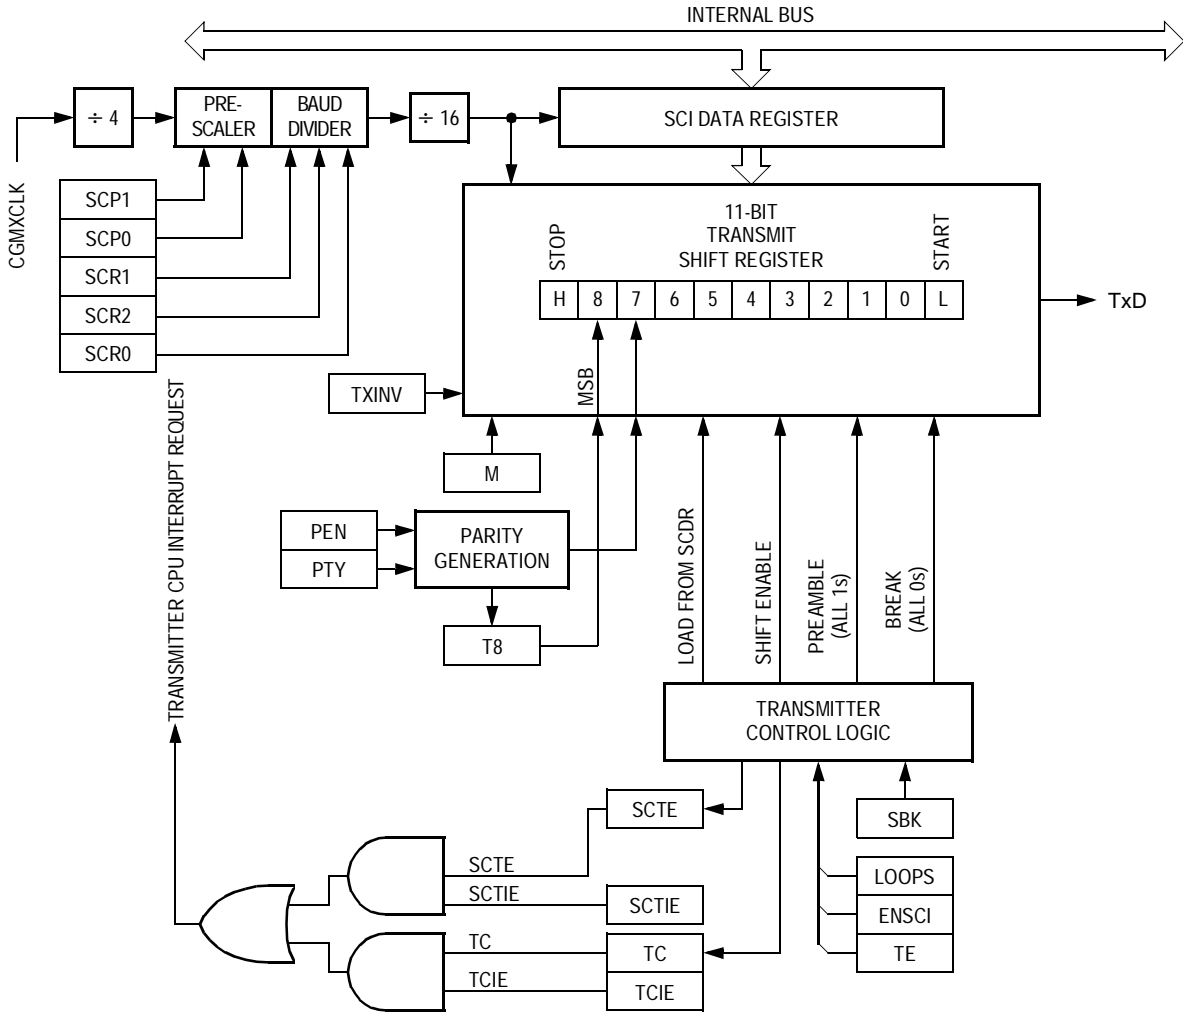 INTERNAL BUS
÷ 4
PRE-
SCALER
BAUD
DIVIDER
÷ 16
SCI DATA REGISTER
CGMXCLK
SCP1
SCP0
SCR1
SCR2
SCR0
11-BIT
TRANSMIT
SHIFT REGISTER
STOP
START
H 8 7 6 5 4 3 2 1 0 L
TxD
TXINV
MSB
M
TRANSMITTER CPU INTERRUPT REQUEST
PEN
PTY
PARITY
GENERATION
T8
LOAD FROM SCDR
SHIFT ENABLE
PREAMBLE
(ALL 1s)
BREAK
(ALL 0s)
TRANSMITTER
CONTROL LOGIC
SCTE
SBK
SCTE
SCTIE
SCTIE
LOOPS
ENSCI
TE
TC
TC
TCIE
TCIE